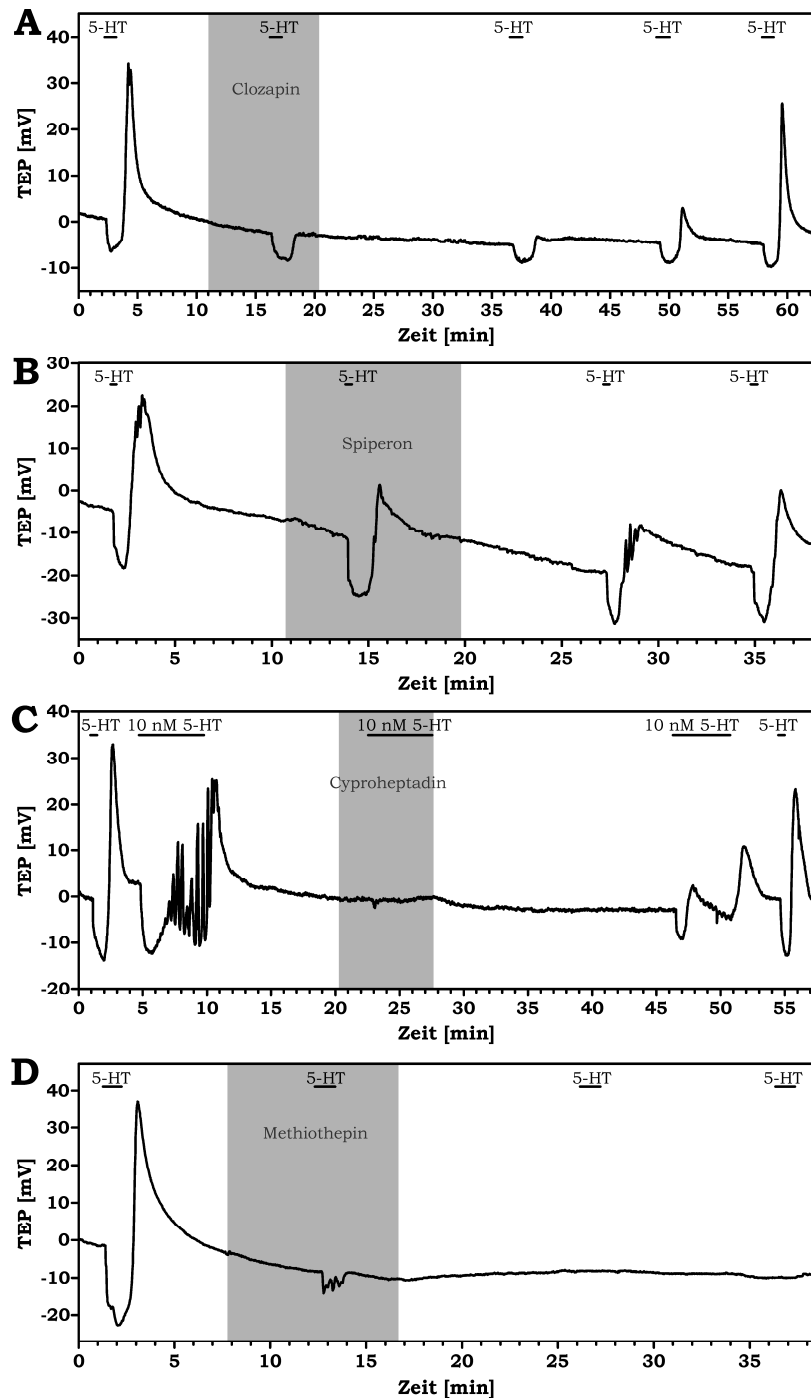 A
5-HT 5-HT 5-HT 5-HT 5-HT
Clozapin
TEP [mV]
40
30
20
10
0
-10
0 5 10 15 20 25 30 35 40 45 50 55 60
Zeit [min]
B
5-HT 5-HT 5-HT 5-HT
Spiperon
TEP [mV]
30
20
10
0
-10
-20
-30
0 5 10 15 20 25 30 35
Zeit [min]
C
5-HT 10 nM 5-HT 10 nM 5-HT 10 nM 5-HT 5-HT
Cyproheptadin
TEP [mV]
40
30
20
10
0
-10
-20
0 5 10 15 20 25 30 35 40 45 50 55
Zeit [min]
D
5-HT 5-HT 5-HT 5-HT
Methiothepin
TEP [mV]
40
30
20
10
0
-10
-20
0 5 10 15 20 25 30 35
Zeit [min]